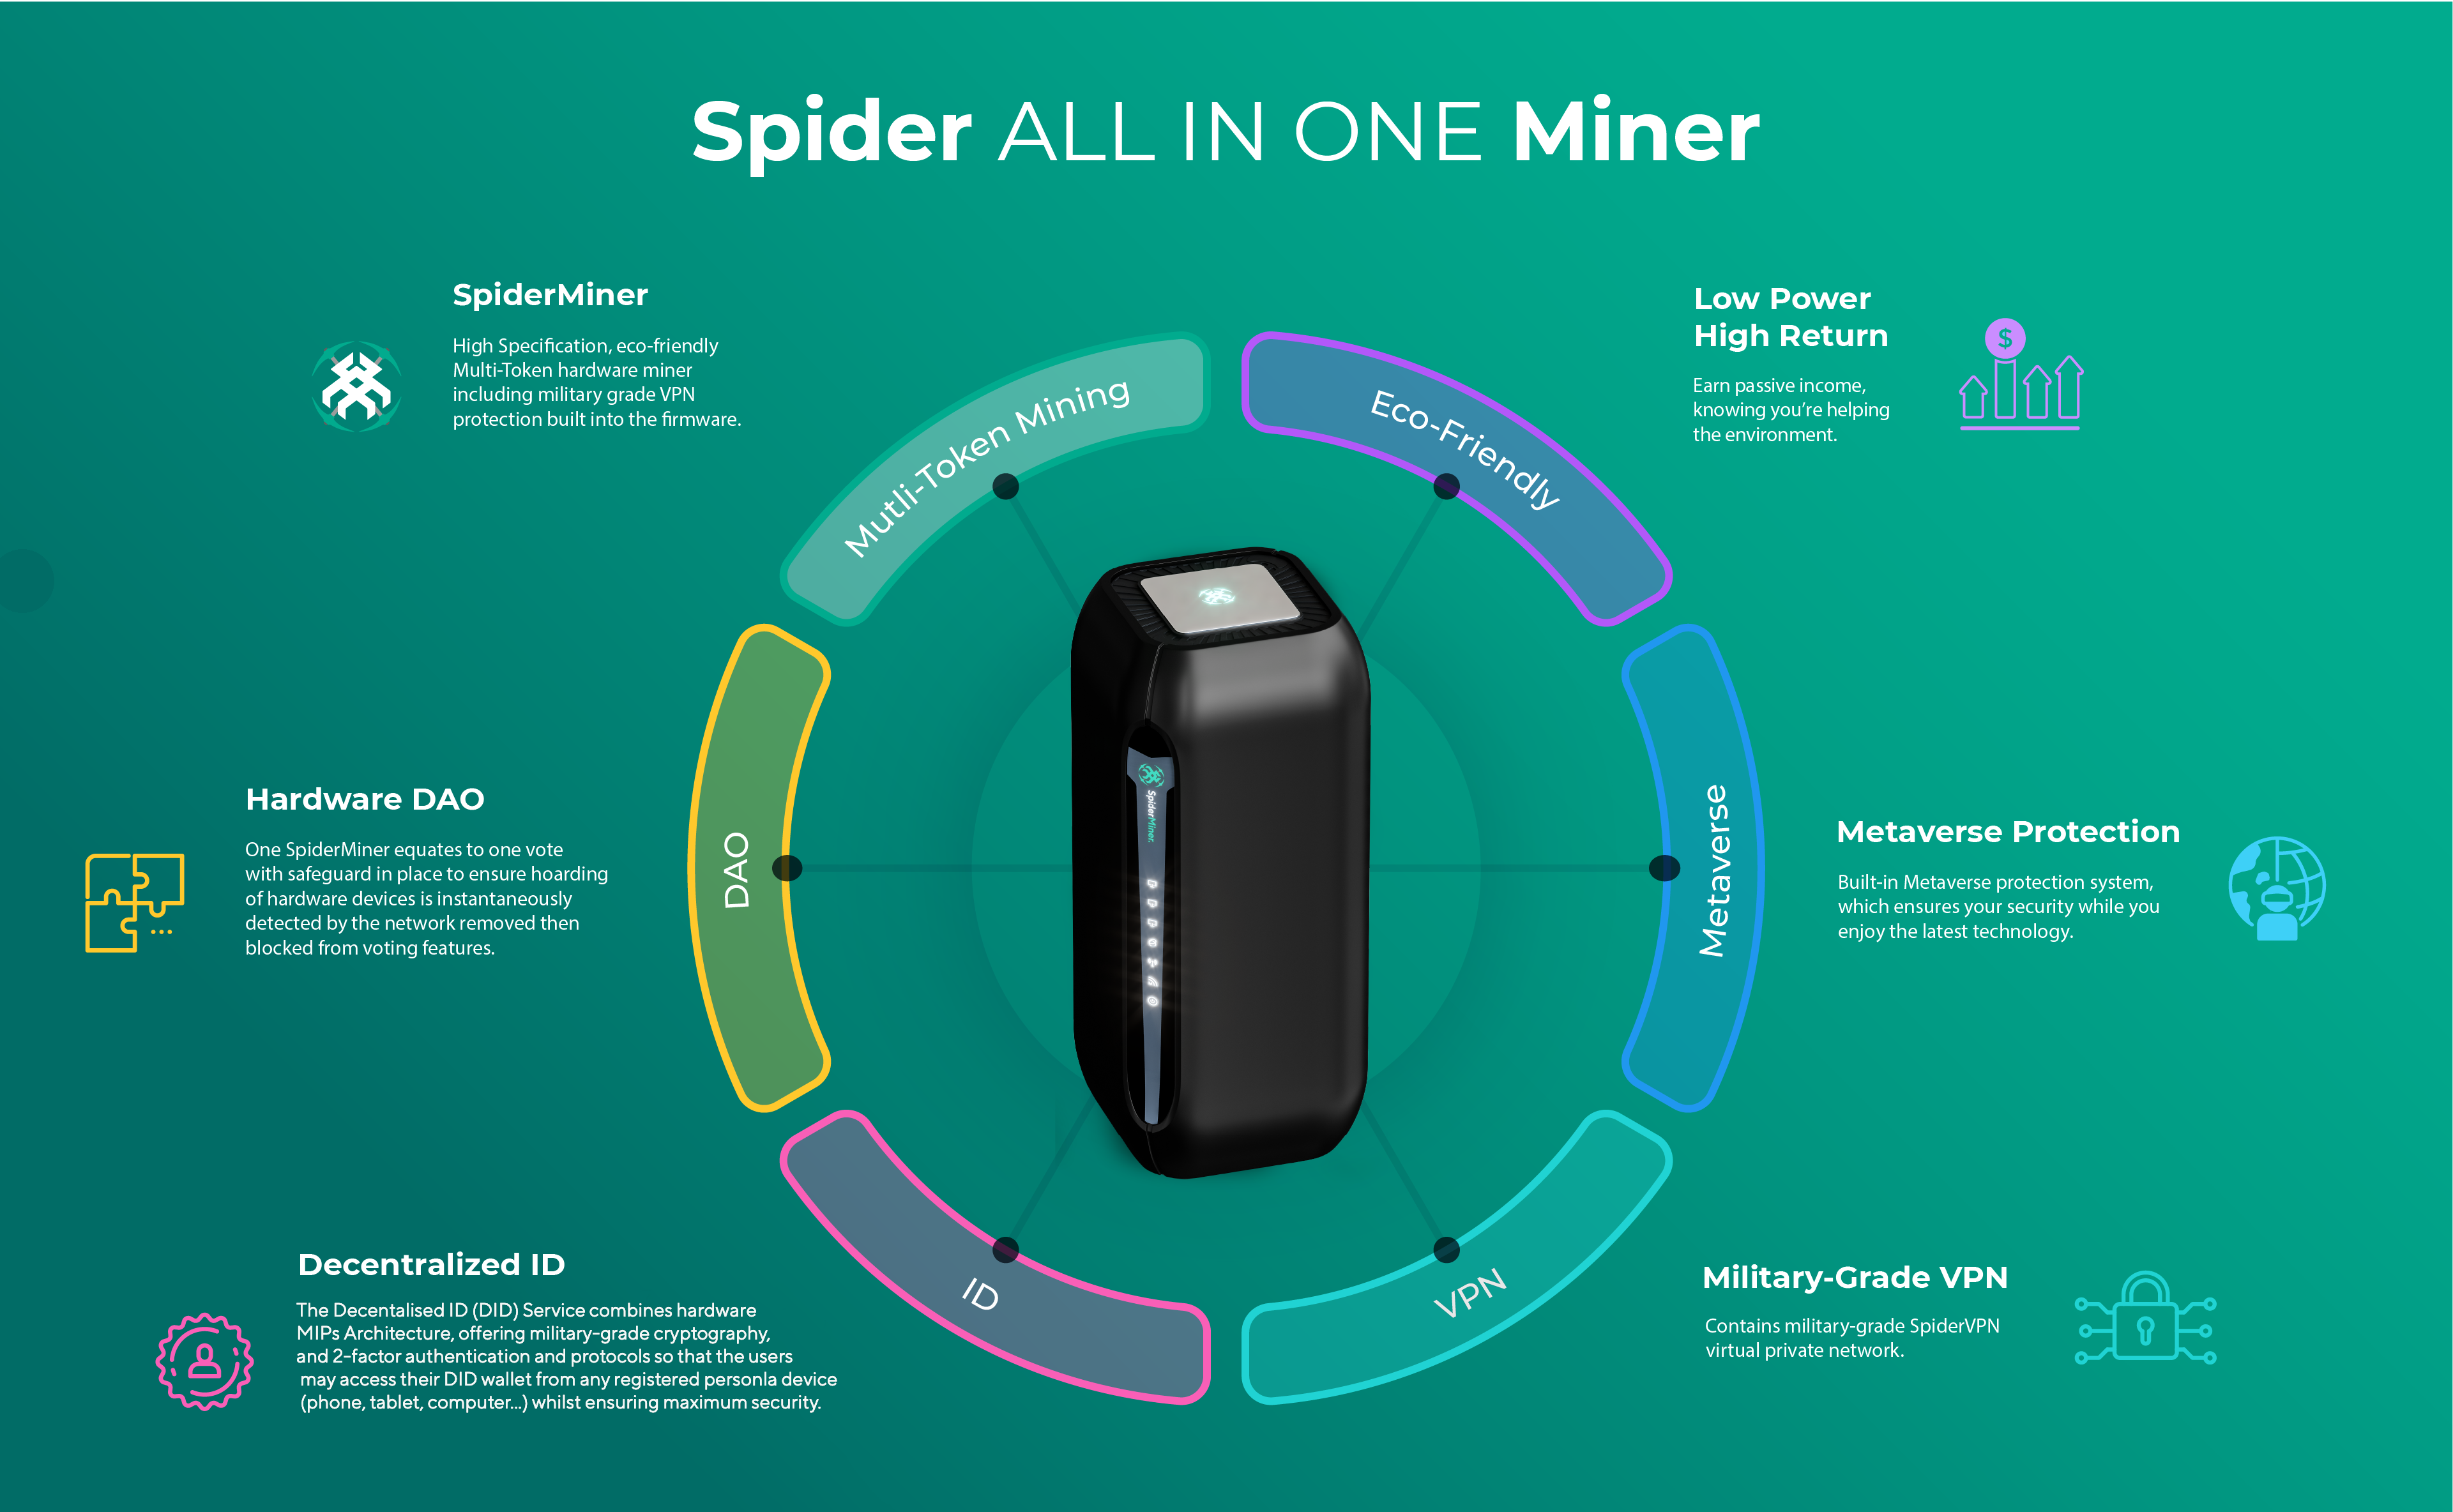 Spider ALL IN ONE Miner
SpiderMiner
High Specification, eco-friendly
Multi-Token hardware miner
including military grade VPN
protection built into the firmware.
Low Power
High Return
Earn passive income,
knowing you're helping
the environment.
$
Mutli-Token Mining
Eco-Friendly
Hardware DAO
One SpiderMiner equates to one vote
with safeguard in place to ensure hoarding
of hardware devices is instantaneously
detected by the network removed then
blocked from voting features.
DAO
SpiderMiner.
Metaverse
Metaverse Protection
Built-in Metaverse protection system,
which ensures your security while you
enjoy the latest technology.
Decentralized ID
The Decentalised ID (DID) Service combines hardware
MIPs Architecture, offering military-grade cryptography,
and 2-factor authentication and protocols so that the users
may access their DID wallet from any registered personla device
(phone, tablet, computer...) whilst ensuring maximum security.
ID
VPN
Military-Grade VPN
Contains military-grade SpiderVPN
virtual private network.